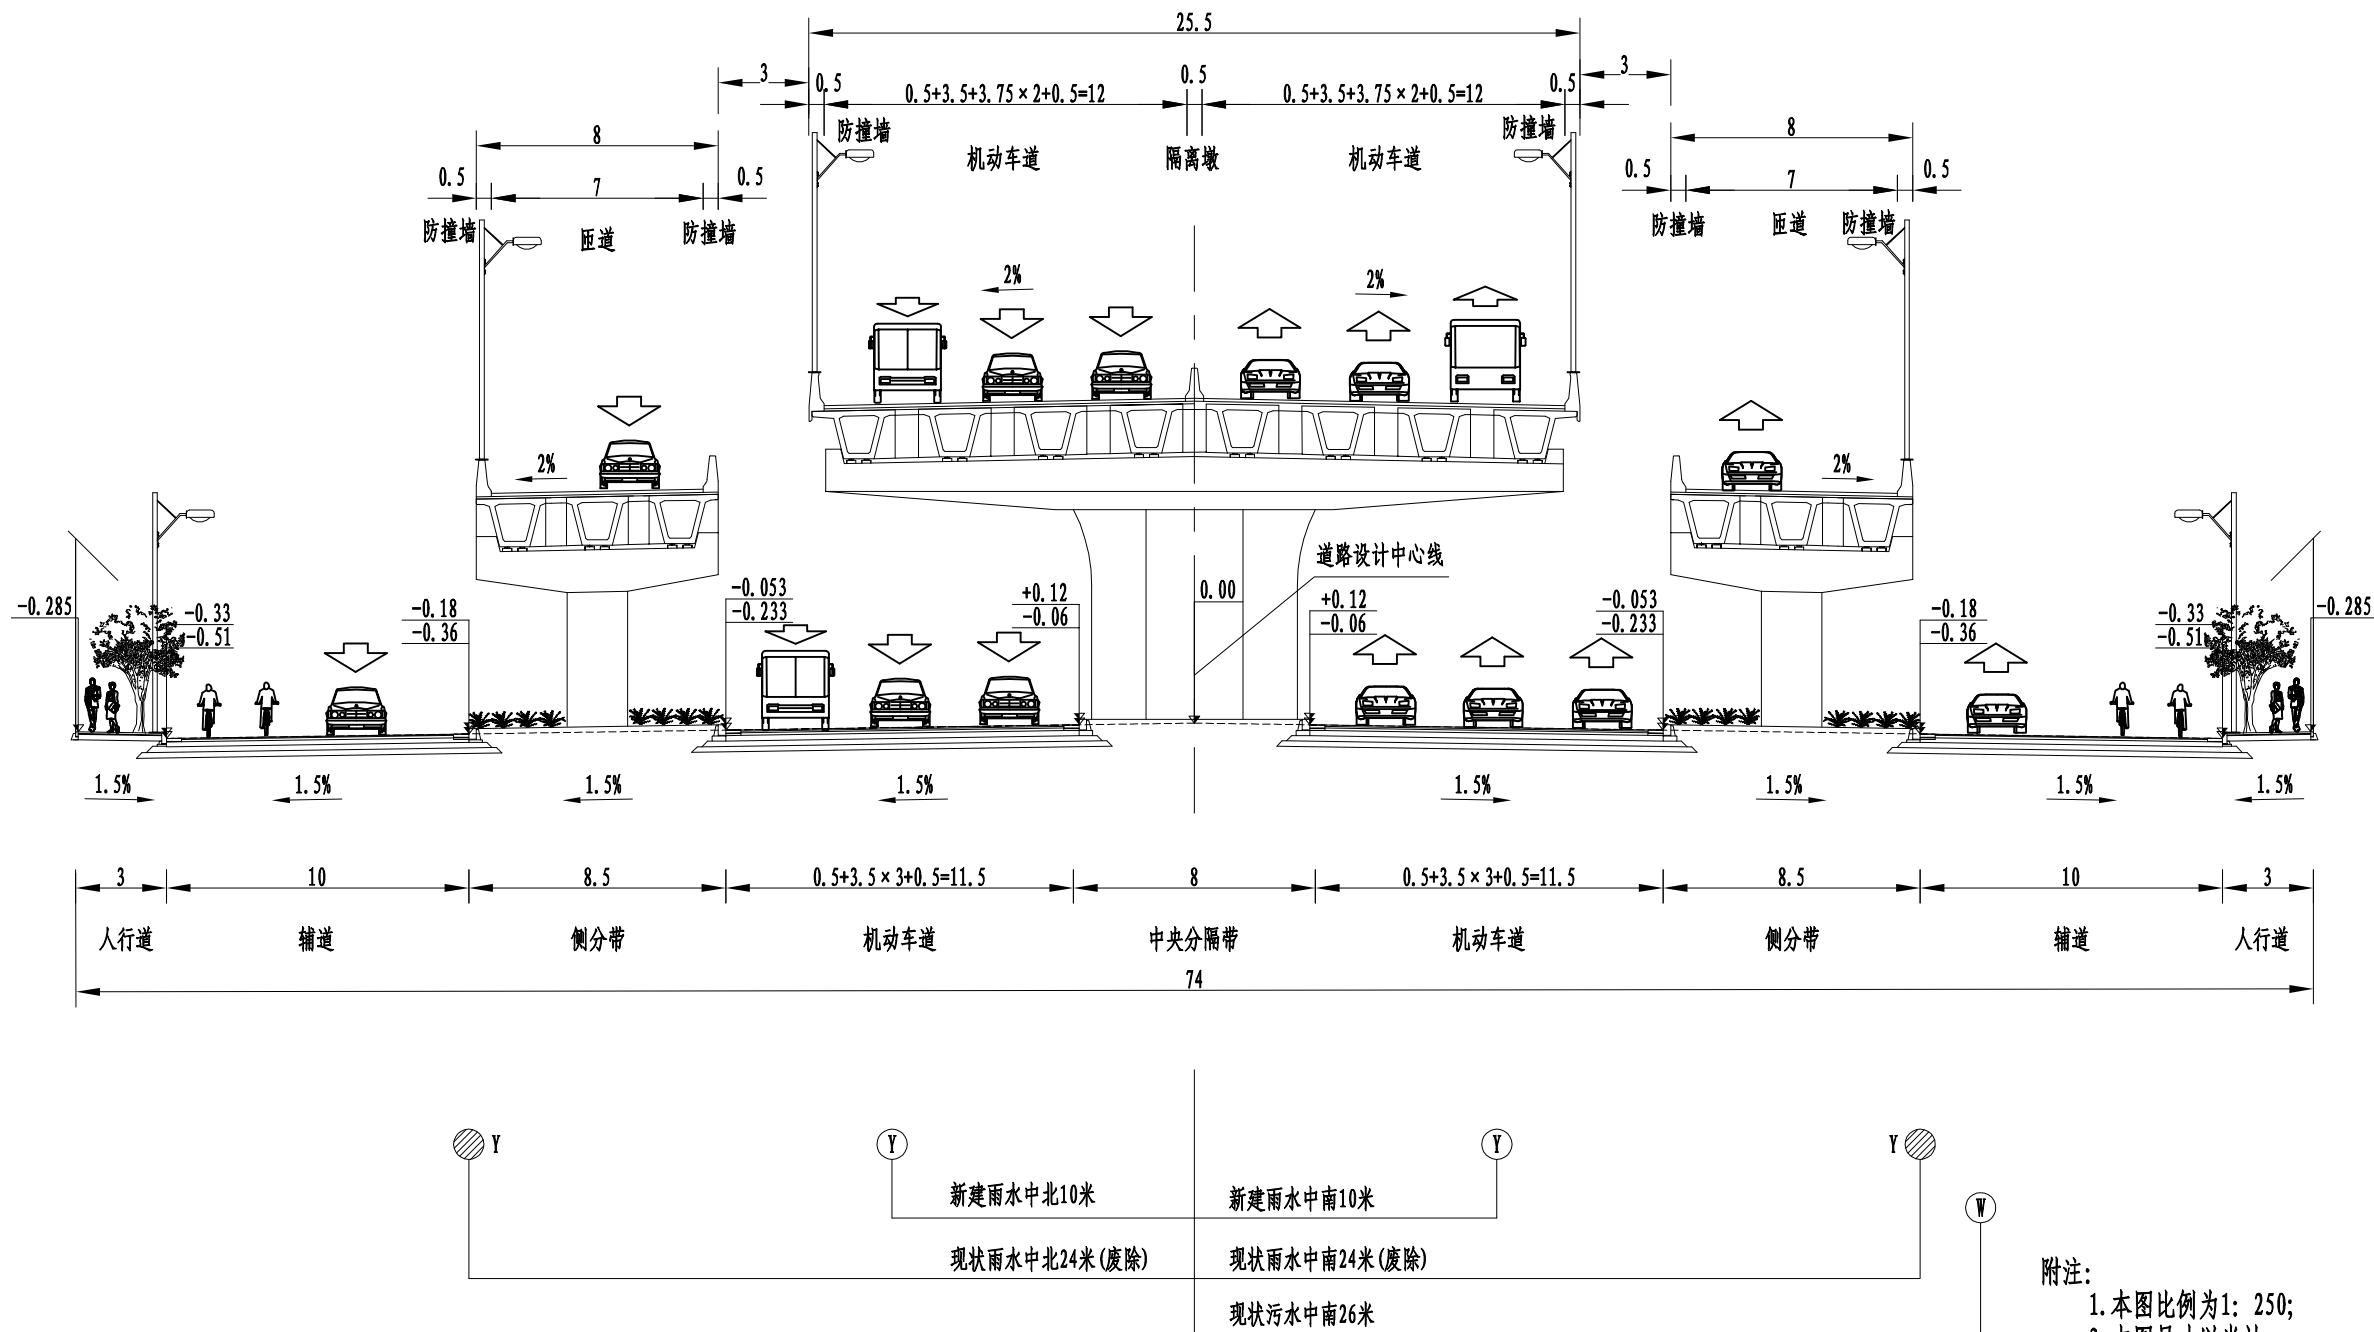 25.5
3
0.5
0.5+3.5+3.75×2+0.5=12
0.5
0.5+3.5+3.75×2+0.5=12
0.5
3
防撞墙
机动车道
隔离墩
机动车道
防撞墙
8
8
0.5
7
0.5
0.5
7
0.5
防撞墙
匝道
防撞墙
防撞墙
匝道
防撞墙
2%
2%
2%
2%
道路设计中心线
0.00
-0.285
-0.33
-0.51
-0.18
-0.36
-0.053
-0.233
+0.12
-0.06
+0.12
-0.06
-0.053
-0.233
-0.18
-0.36
-0.33
-0.51
-0.285
1.5%
1.5%
1.5%
1.5%
1.5%
1.5%
1.5%
1.5%
3
10
8.5
0.5+3.5×3+0.5=11.5
8
0.5+3.5×3+0.5=11.5
8.5
10
3
人行道
辅道
侧分带
机动车道
中央分隔带
机动车道
侧分带
辅道
人行道
74
Y
Y
Y
Y
新建雨水中北10米
新建雨水中南10米
W
现状雨水中北24米(废除)
现状雨水中南24米(废除)
现状污水中南26米
附注:
1.本图比例为1: 250;